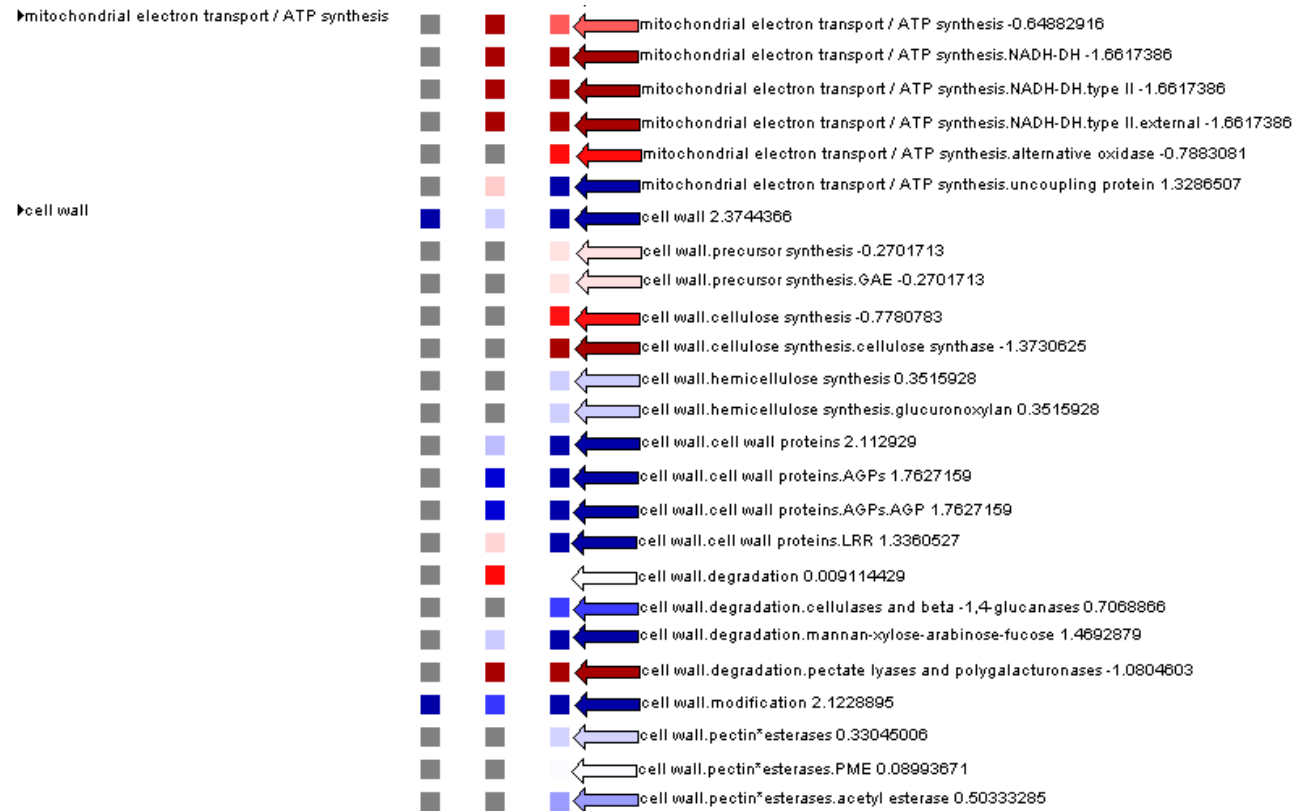 mitochondrial electron transport / ATP synthesis
mitochondrial electron transport / ATP synthesis -0.64882916
mitochondrial electron transport / ATP synthesis.NADH-DH -1.6617386
mitochondrial electron transport / ATP synthesis.NADH-DH.type II -1.6617386
mitochondrial electron transport / ATP synthesis.NADH-DH.type II.external -1.6617386
mitochondrial electron transport / ATP synthesis.alternative oxidase -0.7883081
mitochondrial electron transport / ATP synthesis.uncoupling protein 1.3286507
cell wall
cell wall 2.3744366
cell wall.precursor synthesis -0.2701713
cell wall.precursor synthesis.GAE -0.2701713
cell wall.cellulose synthesis -0.7780783
cell wall.cellulose synthesis.cellulose synthase -1.3730625
cell wall.hemicellulose synthesis 0.3515928
cell wall.hemicellulose synthesis.glucuronoxylan 0.3515928
cell wall.cell wall proteins 2.112929
cell wall.cell wall proteins.AGPs 1.7627159
cell wall.cell wall proteins.AGPs.AGP 1.7627159
cell wall.cell wall proteins.LRR 1.3360527
cell wall.degradation 0.009114429
cell wall.degradation.cellulases and beta -1,4-glucanases 0.7068866
cell wall.degradation.mannan-xylose-arabinose-fucose 1.4692879
cell wall.degradation.pectate lyases and polygalacturonases -1.0804603
cell wall.modification 2.1228895
cell wall.pectin*esterases 0.33045006
cell wall.pectin*esterases.PME 0.08993671
cell wall.pectin*esterases.acetyl esterase 0.50333285